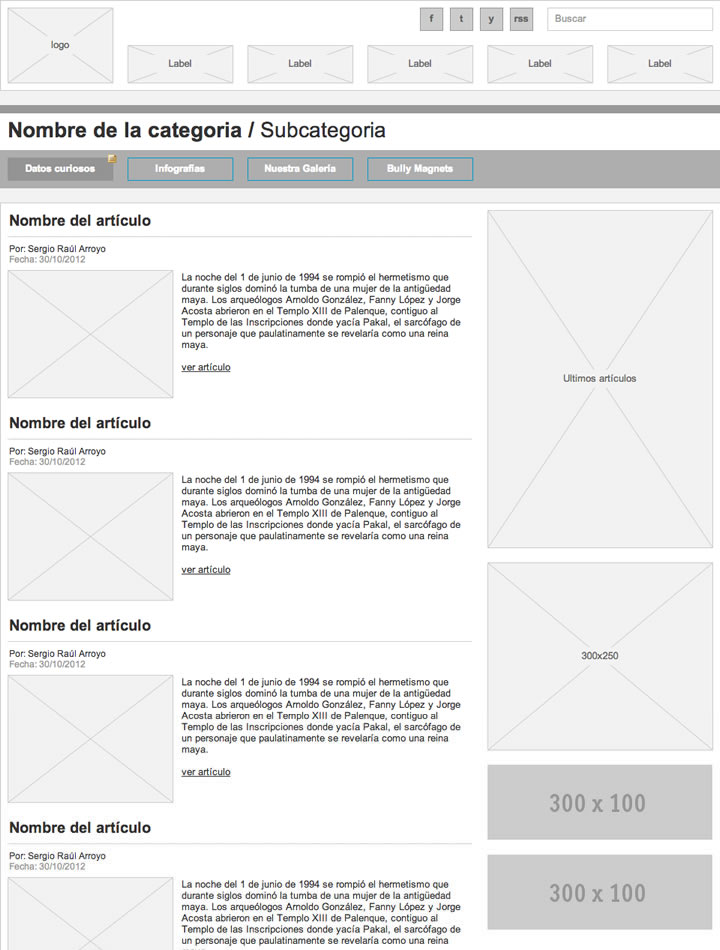 f t y rss Buscar
logo
Label Label Label Label Label
Nombre de la categoria / Subcategoria
Datos curiosos Infografías Nuestra Galería Bully Magnets
Nombre del artículo
Por: Sergio Raúl Arroyo
Fecha: 30/10/2012
La noche del 1 de junio de 1994 se rompió el hermetismo que
durante siglos dominó la tumba de una mujer de la antigüedad
maya. Los arqueólogos Arnoldo González, Fanny López y Jorge
Acosta abrieron en el Templo XIII de Palenque, contiguo al
Templo de las Inscripciones donde yacía Pakal, el sarcófago de
un personaje que paulatinamente se revelaría como una reina
maya.
ver artículo
Nombre del artículo
Por: Sergio Raúl Arroyo
Fecha: 30/10/2012
La noche del 1 de junio de 1994 se rompió el hermetismo que
durante siglos dominó la tumba de una mujer de la antigüedad
maya. Los arqueólogos Arnoldo González, Fanny López y Jorge
Acosta abrieron en el Templo XIII de Palenque, contiguo al
Templo de las Inscripciones donde yacía Pakal, el sarcófago de
un personaje que paulatinamente se revelaría como una reina
maya.
ver artículo
Nombre del artículo
Por: Sergio Raúl Arroyo
Fecha: 30/10/2012
La noche del 1 de junio de 1994 se rompió el hermetismo que
durante siglos dominó la tumba de una mujer de la antigüedad
maya. Los arqueólogos Arnoldo González, Fanny López y Jorge
Acosta abrieron en el Templo XIII de Palenque, contiguo al
Templo de las Inscripciones donde yacía Pakal, el sarcófago de
un personaje que paulatinamente se revelaría como una reina
maya.
ver artículo
Nombre del artículo
Por: Sergio Raúl Arroyo
Fecha: 30/10/2012
La noche del 1 de junio de 1994 se rompió el hermetismo que
durante siglos dominó la tumba de una mujer de la antigüedad
maya. Los arqueólogos Arnoldo González, Fanny López y Jorge
Acosta abrieron en el Templo XIII de Palenque, contiguo al
Templo de las Inscripciones donde yacía Pakal, el sarcófago de
un personaje que paulatinamente se revelaría como una reina
Ultimos artículos
300x250
300 x 100
300 x 100